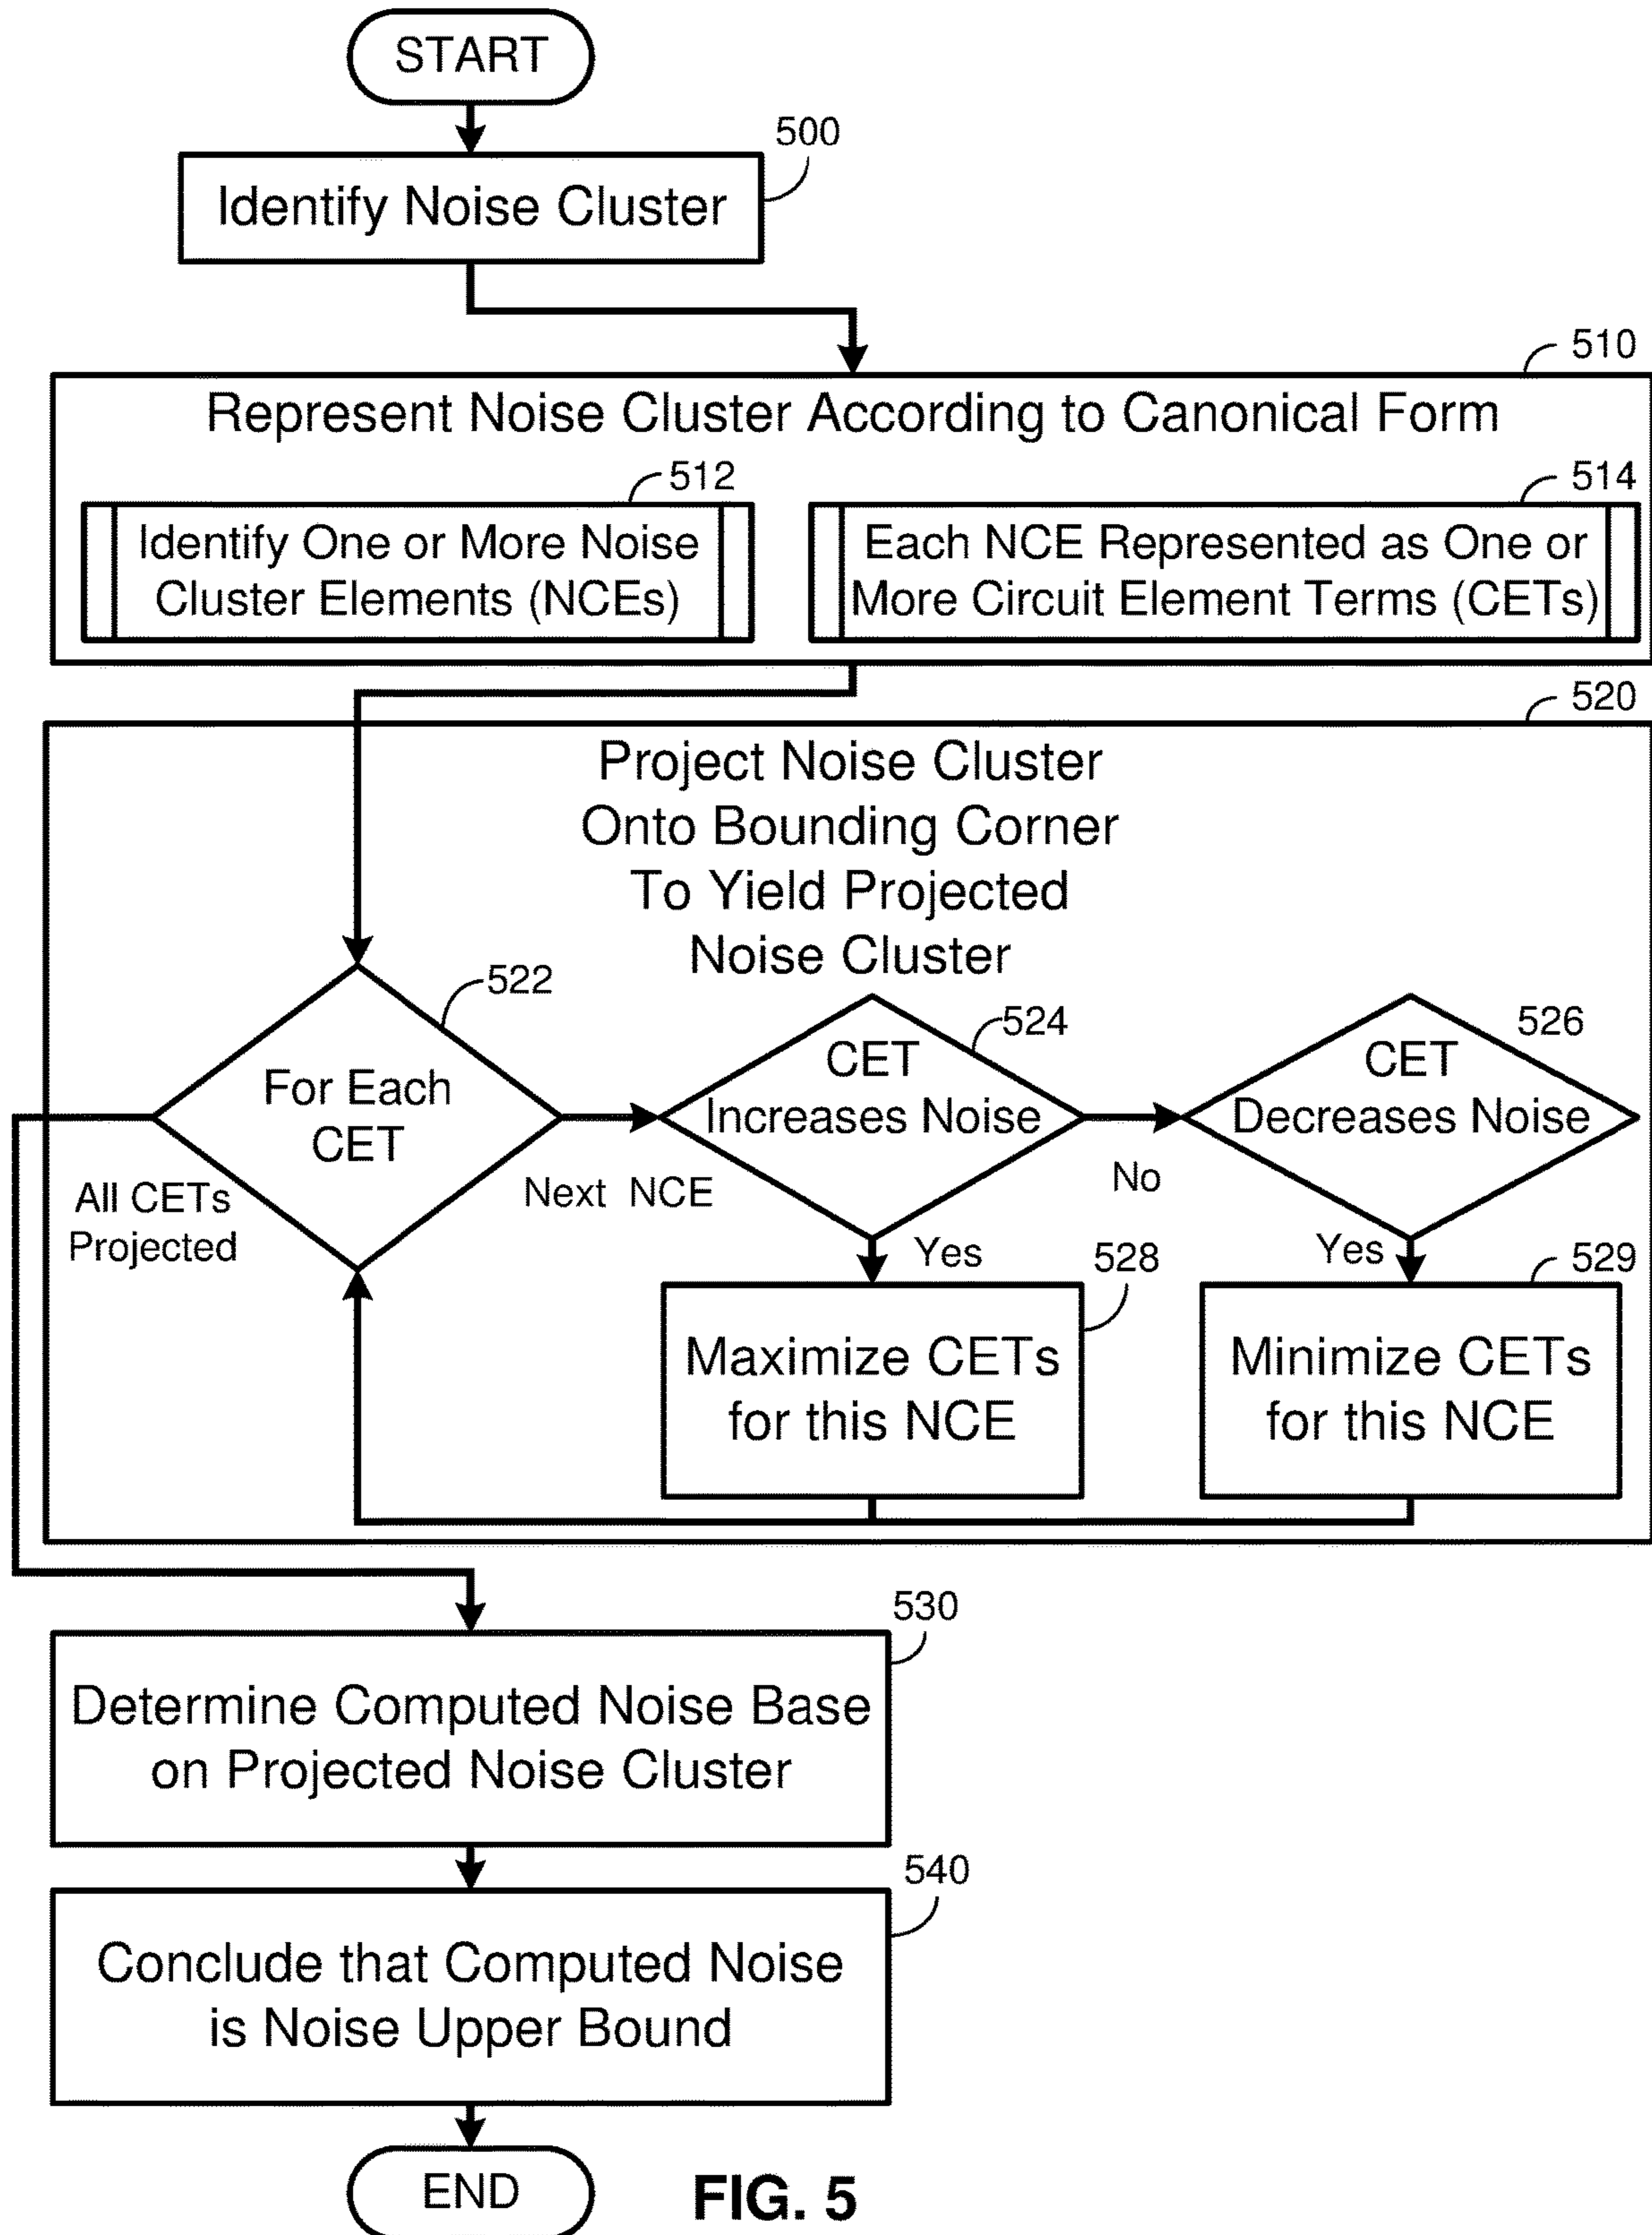 START
500
Identify Noise Cluster
510
Represent Noise Cluster According to Canonical Form
512
Identify One or More Noise
Cluster Elements (NCEs)
514
Each NCE Represented as One or
More Circuit Element Terms (CETs)
520
Project Noise Cluster
Onto Bounding Corner
To Yield Projected
Noise Cluster
522
For Each
CET
All CETs
Projected
Next NCE
524
CET
Increases Noise
No
526
CET
Decreases Noise
Yes
528
Maximize CETs
for this NCE
Yes
529
Minimize CETs
for this NCE
530
Determine Computed Noise Base
on Projected Noise Cluster
540
Conclude that Computed Noise
is Noise Upper Bound
END
FIG. 5